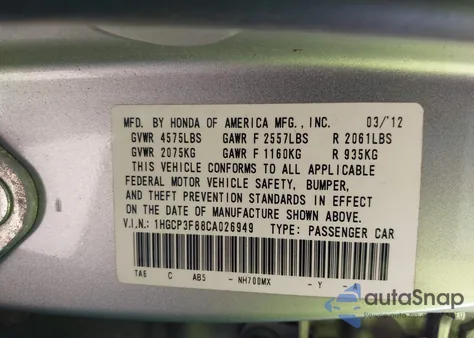 MFD. BY HONDA OF AMERICA MFG., INC. 03/'12
GVWR 4575LBS GAWR F 2557LBS R 2061LBS
GVWR 2075KG GAWR F 1160KG R 935KG
THIS VEHICLE CONFORMS TO ALL APPLICABLE
FEDERAL MOTOR VEHICLE SAFETY, BUMPER,
AND THEFT PREVENTION STANDARDS IN EFFECT
ON THE DATE OF MANUFACTURE SHOWN ABOVE.
V.I.N.: 1HGCP3F88CA026949 TYPE: PASSENGER CAR
TA6 C AB5 - NH700MX - Y
autoSnap